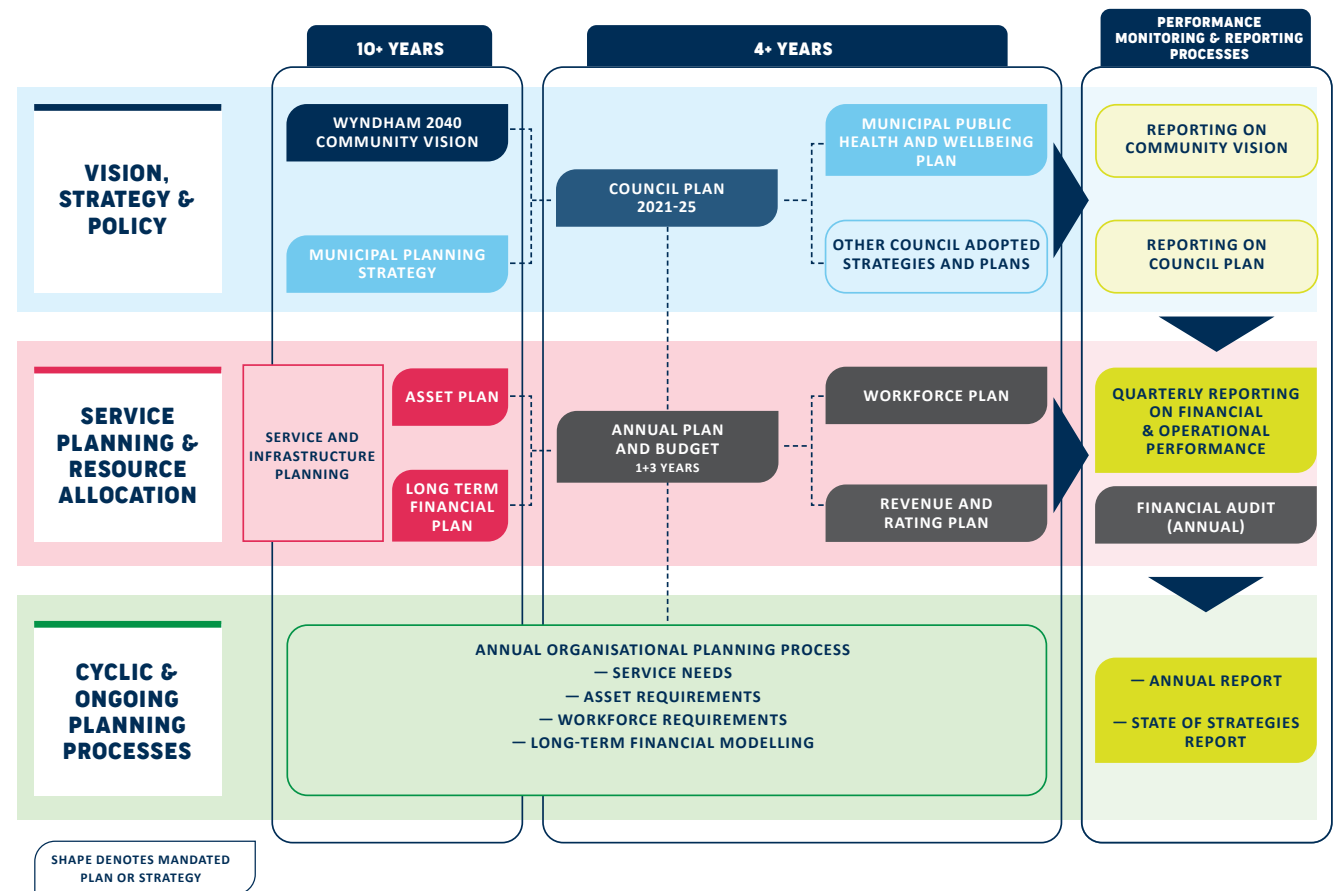 10+ YEARS
4+ YEARS
PERFORMANCE
MONITORING & REPORTING
PROCESSES
VISION,
STRATEGY &
POLICY
WYNDHAM 2040
COMMUNITY VISION
MUNICIPAL PLANNING
STRATEGY
COUNCIL PLAN
2021-25
MUNICIPAL PUBLIC
HEALTH AND WELLBEING
PLAN
OTHER COUNCIL ADOPTED
STRATEGIES AND PLANS
REPORTING ON
COMMUNITY VISION
REPORTING ON
COUNCIL PLAN
SERVICE
PLANNING &
RESOURCE
ALLOCATION
SERVICE AND
INFRASTRUCTURE
PLANNING
ASSET PLAN
LONG TERM
FINANCIAL
PLAN
ANNUAL PLAN
AND BUDGET
1+3 YEARS
WORKFORCE PLAN
REVENUE AND
RATING PLAN
QUARTERLY REPORTING
ON FINANCIAL
& OPERATIONAL
PERFORMANCE
FINANCIAL AUDIT
(ANNUAL)
CYCLIC &
ONGOING
PLANNING
PROCESSES
ANNUAL ORGANISATIONAL PLANNING PROCESS
— SERVICE NEEDS
— ASSET REQUIREMENTS
— WORKFORCE REQUIREMENTS
— LONG-TERM FINANCIAL MODELLING
— ANNUAL REPORT
— STATE OF STRATEGIES
REPORT
SHAPE DENOTES MANDATED
PLAN OR STRATEGY